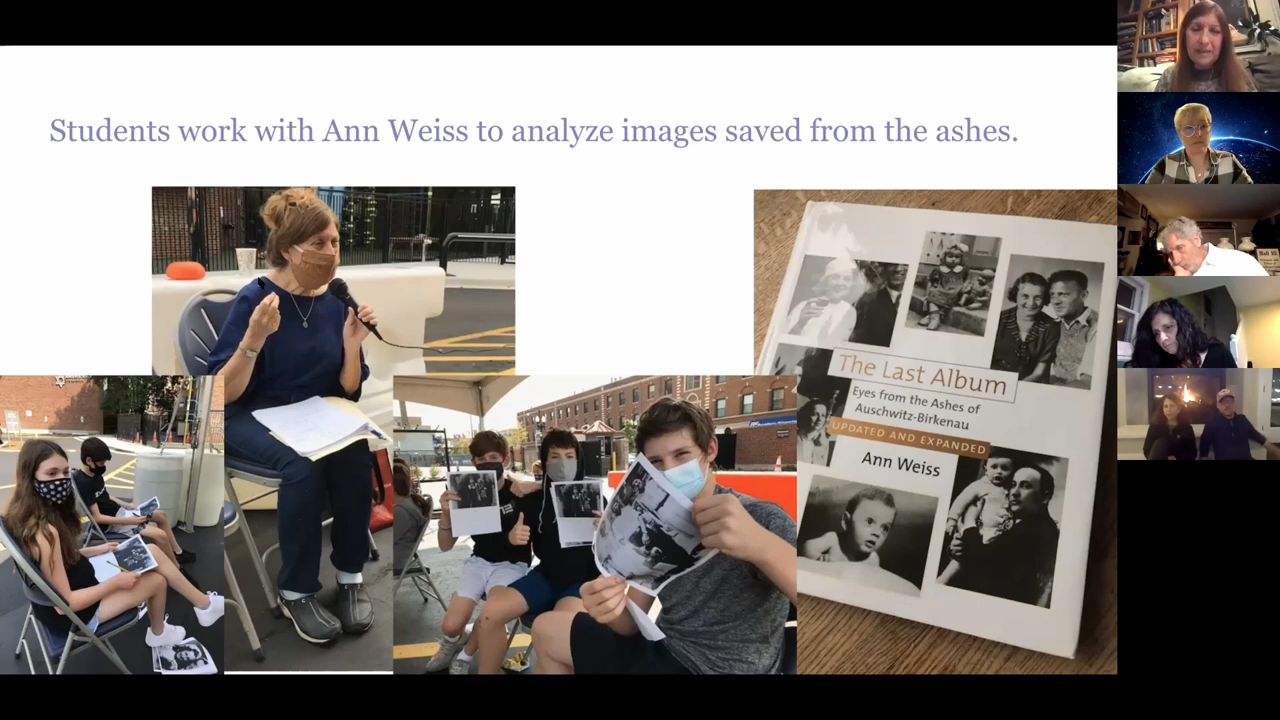 Students work with Ann Weiss to analyze images saved from the ashes.
The Last Album
Eyes from the Ashes of
Auschwitz-Birkenau
UPDATED AND EXPANDED
Ann Weiss